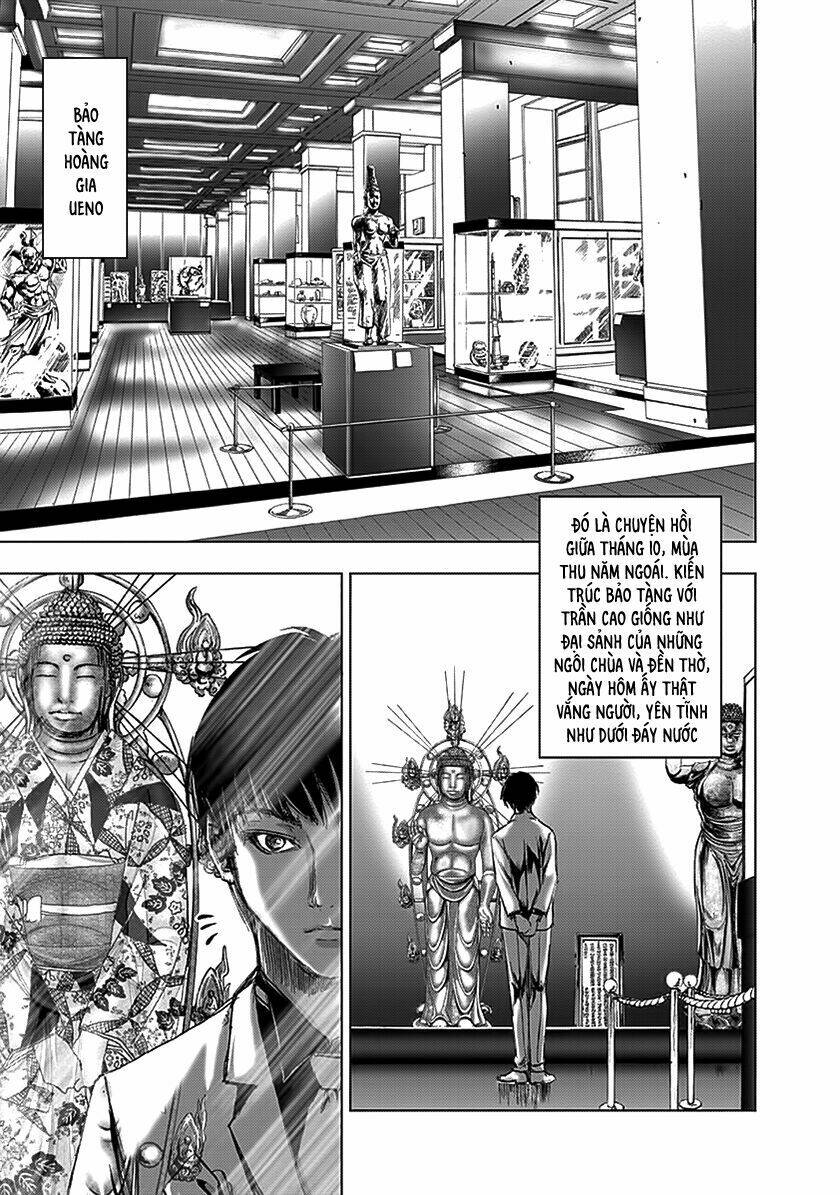 BẢO
TÀNG
HOÀNG
GIA
UENO
ĐÓ LÀ CHUYỆN HỒI
GIỮA THÁNG 10, MÙA
THU NĂM NGOÁI. KIẾN
TRÚC BẢO TÀNG VỚI
TRẦN CAO GIỐNG NHƯ
ĐẠI SẢNH CỦA NHỮNG
NGÔI CHÙA VÀ ĐỀN THỜ,
NGÀY HÔM ẤY THẬT
VẮNG NGƯỜI, YÊN TĨNH
NHƯ DƯỚI ĐÁY NƯỚC